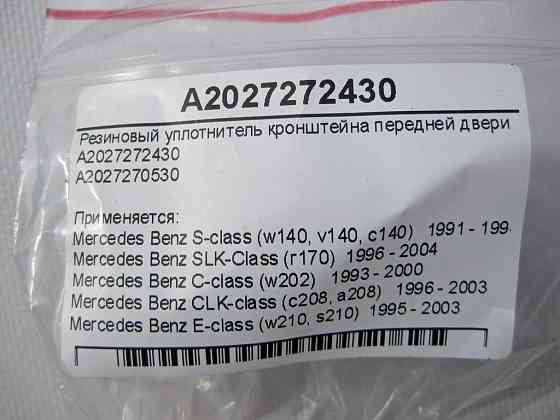 A2027272430
Резиновый уплотнитель кронштейна передней двери
A2027272430
A2027270530
Применяется:
Mercedes Benz S-class (w140, v140, c140) 1991 - 199
Mercedes Benz SLK-Class (r170) 1996 - 2004
Mercedes Benz C-class (w202) 1993 - 2000
Mercedes Benz CLK-class (c208, a208) 1996 - 2003
Mercedes Benz E-class (w210, s210) 1995 - 2003